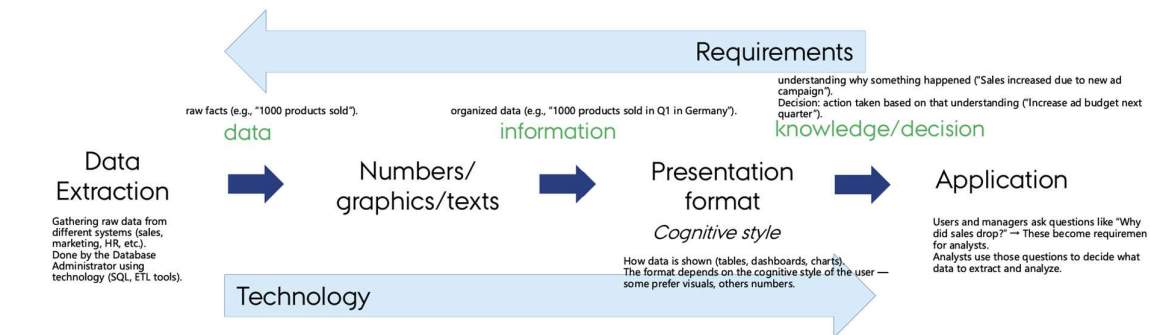 Requirements
understanding why something happened ("Sales increased due to new ad
campaign").
Decision: action taken based on that understanding ("Increase ad budget next
quarter").
raw facts (e.g., "1000 products sold").
organized data (e.g., "1000 products sold in Q1 in Germany").
data
information
knowledge/decision
Data
Extraction
Numbers/
graphics/texts
Presentation
format
Application
Cognitive style
Gathering raw data from
different systems (sales,
marketing, HR, etc.).
Done by the Database
Administrator using
technology (SQL, ETL tools).
How data is shown (tables, dashboards, charts).
The format depends on the cognitive style of the user —
some prefer visuals, others numbers.
Users and managers ask questions like "Why
did sales drop?" → These become requiremen
for analysts.
Analysts use those questions to decide what
data to extract and analyze.
Technology